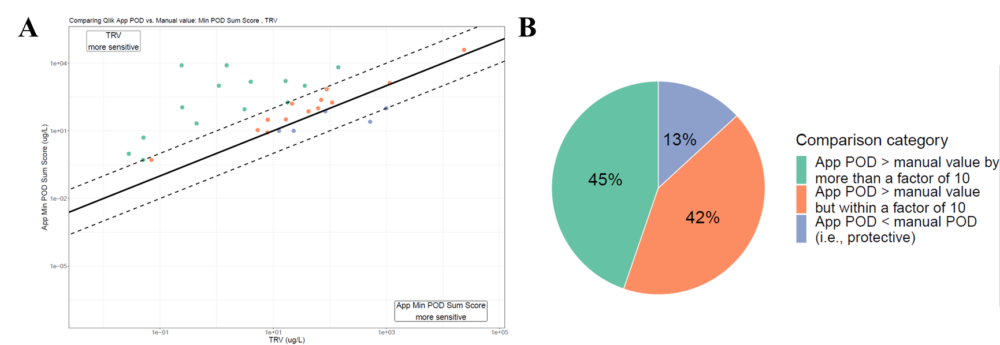 A
Comparing Qlik App POD vs. Manual value: Min POD Sum Score , TRV
TRV
more sensitive
1e+04
1e+01
1e−02
1e−05
App Min POD Sum Score (ug/L)
App Min POD Sum Score
more sensitive
1e−01
1e+01
1e+03
1e+05
TRV (ug/L)
B
13%
45%
42%
Comparison category
App POD > manual value by
more than a factor of 10
App POD > manual value
but within a factor of 10
App POD < manual POD
(i.e., protective)